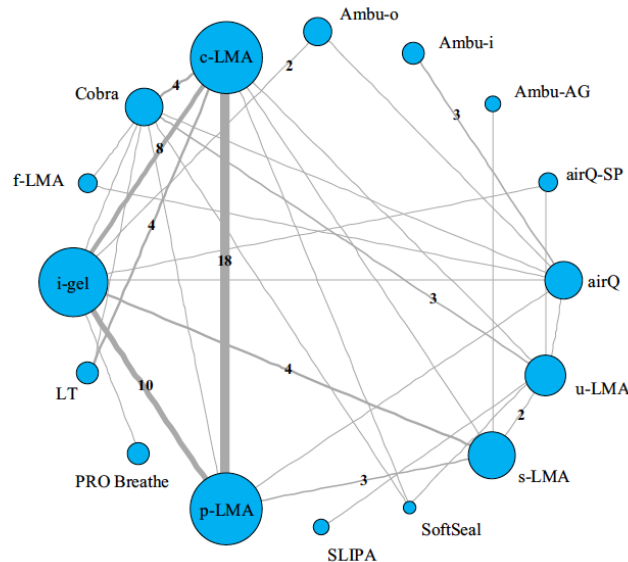 Ambu-o
c-LMA
Ambu-i
2
Cobra
4
Ambu-AG
3
8
f-LMA
airQ-SP
4
18
i-gel
airQ
3
LT
4
u-LMA
10
2
PRO Breathe
s-LMA
3
p-LMA
SoftSeal
SLIPA